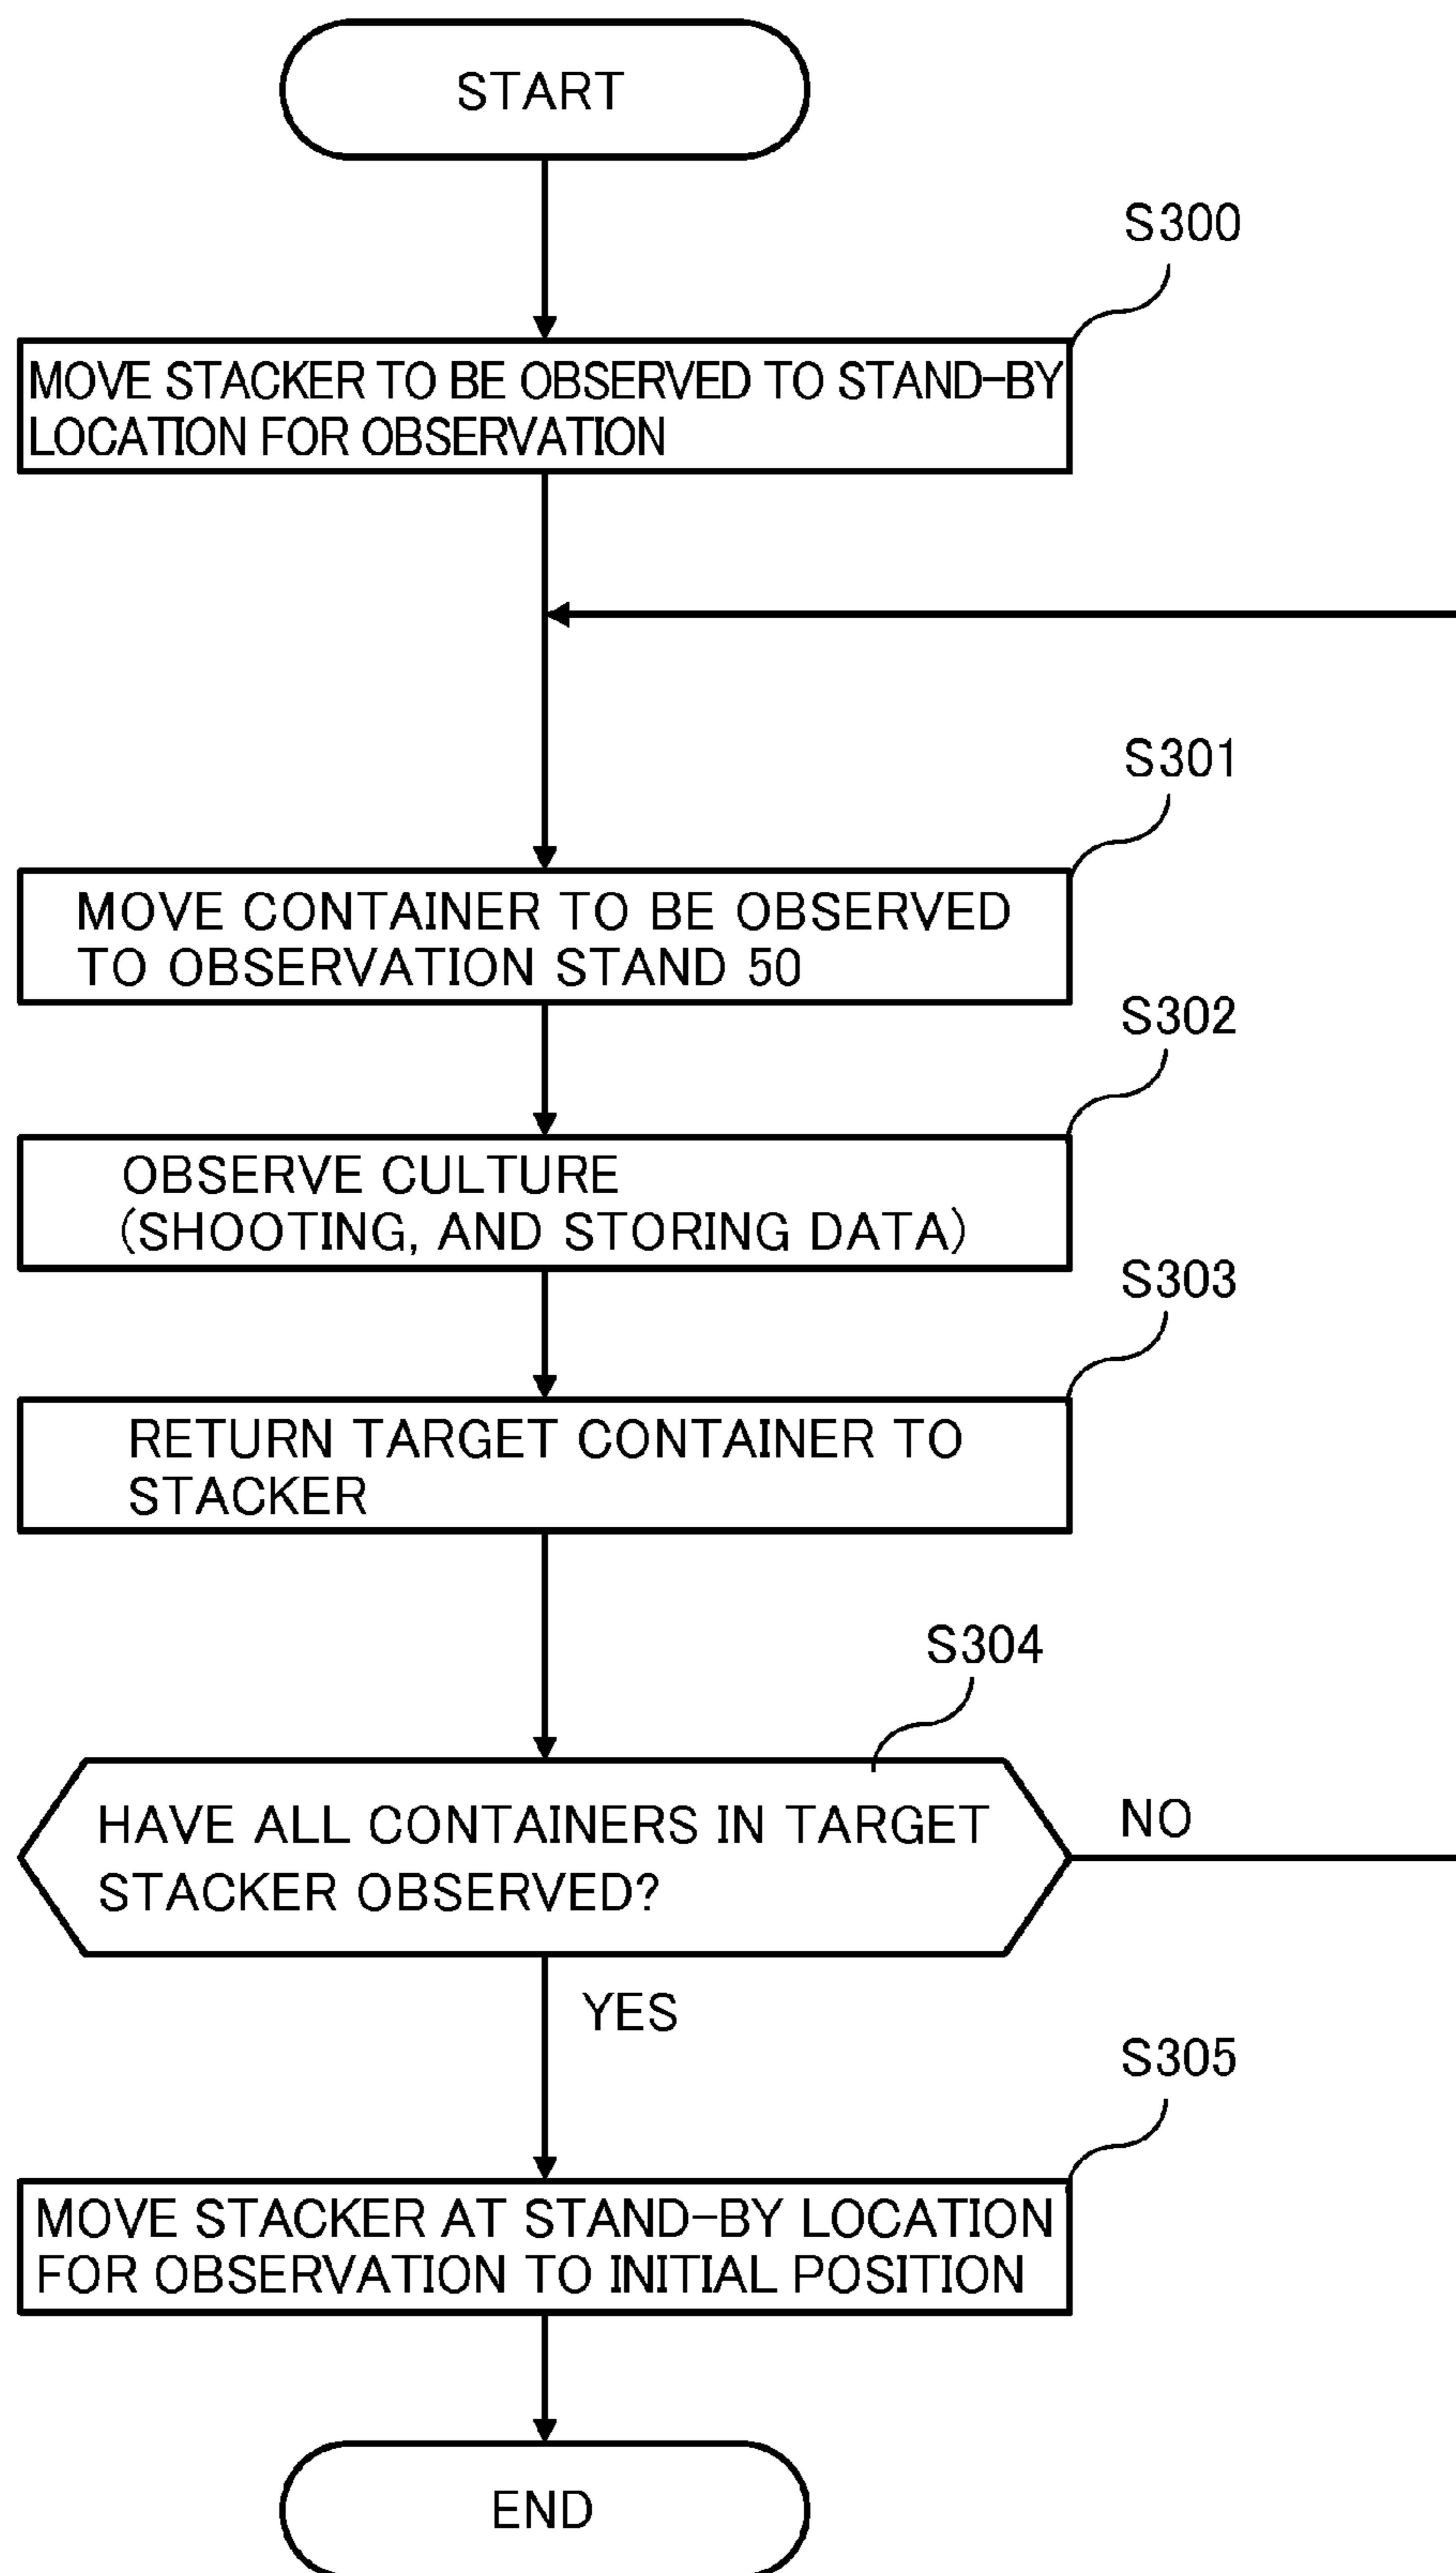 START
S300
MOVE STACKER TO BE OBSERVED TO STAND-BY
LOCATION FOR OBSERVATION
S301
MOVE CONTAINER TO BE OBSERVED
TO OBSERVATION STAND 50
S302
OBSERVE CULTURE
(SHOOTING, AND STORING DATA)
S303
RETURN TARGET CONTAINER TO
STACKER
S304
HAVE ALL CONTAINERS IN TARGET
STACKER OBSERVED?
NO
YES
S305
MOVE STACKER AT STAND-BY LOCATION
FOR OBSERVATION TO INITIAL POSITION
END